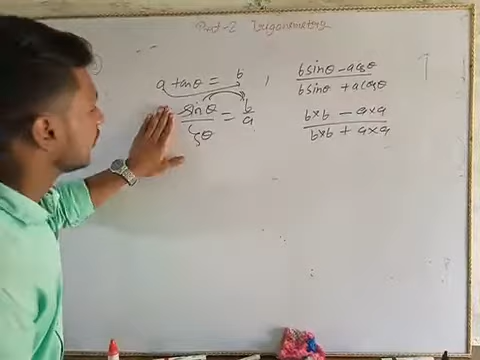 Part-2 Trigonometry
a tanθ = b , bsinθ - acosθ / bsinθ + acosθ
sinθ / cθ = b / a
b×b - a×a / b×b + a×a